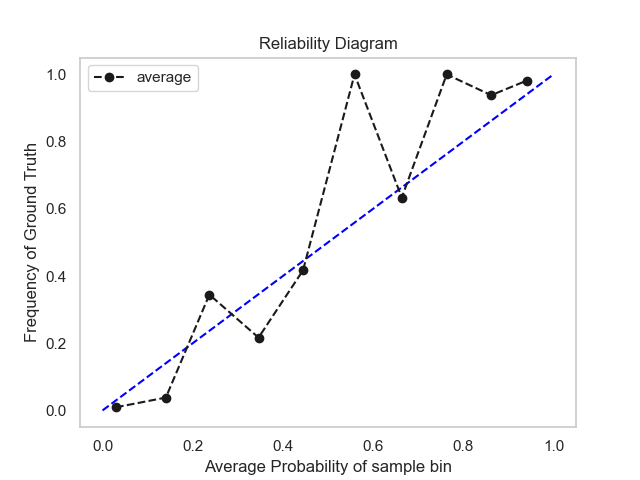 Reliability Diagram
average
Frequency of Ground Truth
1.0
0.8
0.6
0.4
0.2
0.0
0.0 0.2 0.4 0.6 0.8 1.0
Average Probability of sample bin